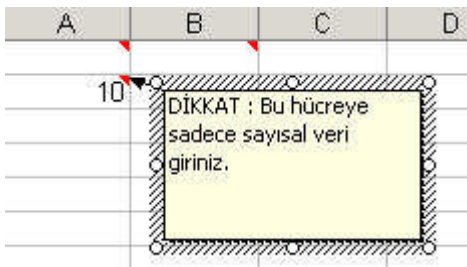 A B C D
10
DİKKAT : Bu hücreye
sadece sayısal veri
giriniz.